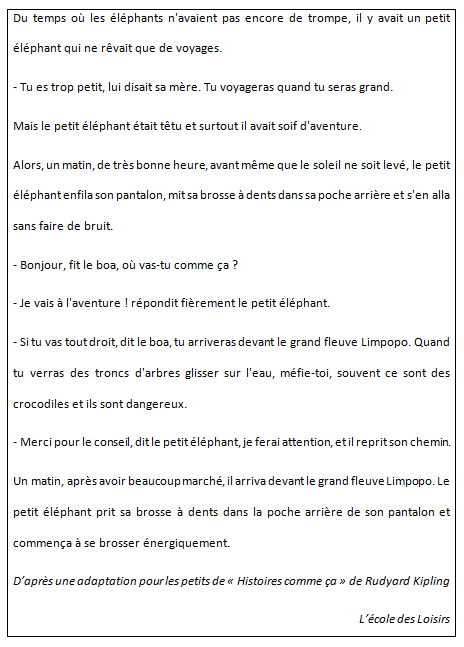 Du temps où les éléphants n'avaient pas encore de trompe, il y avait un petit
éléphant qui ne rêvait que de voyages.
- Tu es trop petit, lui disait sa mère. Tu voyageras quand tu seras grand.
Mais le petit éléphant était têtu et surtout il avait soif d'aventure.
Alors, un matin, de très bonne heure, avant même que le soleil ne soit levé, le petit
éléphant enfila son pantalon, mit sa brosse à dents dans sa poche arrière et s'en alla
sans faire de bruit.
- Bonjour, fit le boa, où vas-tu comme ça ?
- Je vais à l'aventure ! répondit fièrement le petit éléphant.
- Si tu vas tout droit, dit le boa, tu arriveras devant le grand fleuve Limpopo. Quand
tu verras des troncs d'arbres glisser sur l'eau, méfie-toi, souvent ce sont des
crocodiles et ils sont dangereux.
- Merci pour le conseil, dit le petit éléphant, je ferai attention, et il reprit son chemin.
Un matin, après avoir beaucoup marché, il arriva devant le grand fleuve Limpopo. Le
petit éléphant prit sa brosse à dents dans la poche arrière de son pantalon et
commença à se brosser énergiquement.
D’après une adaptation pour les petits de « Histoires comme ça » de Rudyard Kipling
L’école des Loisirs